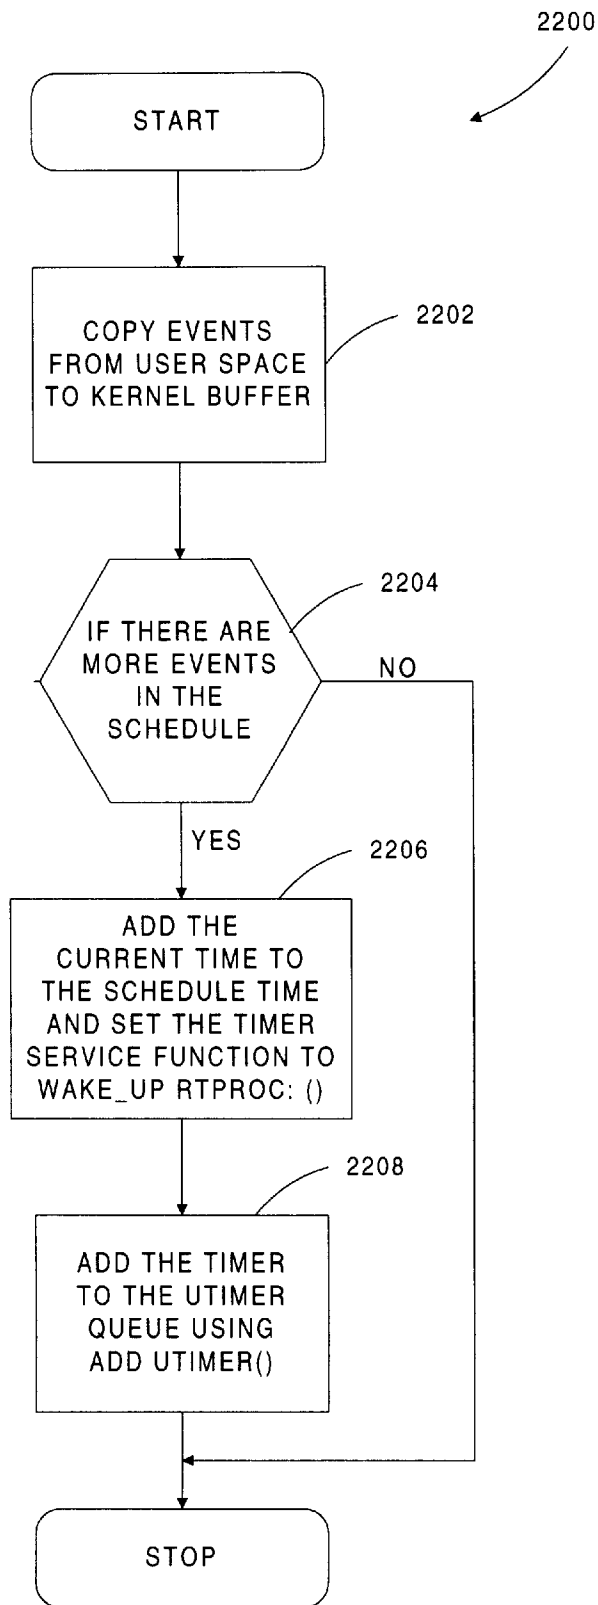 2200
START
COPY EVENTS
FROM USER SPACE
TO KERNEL BUFFER
2202
IF THERE ARE
MORE EVENTS
IN THE
SCHEDULE
2204
NO
YES
2206
ADD THE
CURRENT TIME TO
THE SCHEDULE TIME
AND SET THE TIMER
SERVICE FUNCTION TO
WAKE_UP RTPROC: ()
2208
ADD THE TIMER
TO THE UTIMER
QUEUE USING
ADD UTIMER()
STOP